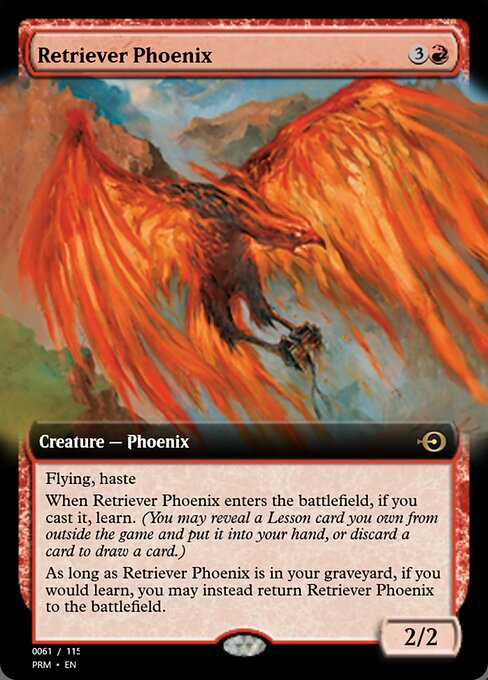 Retriever Phoenix 3
Creature — Phoenix
Flying, haste
When Retriever Phoenix enters the battlefield, if you
cast it, learn. (You may reveal a Lesson card you own from
outside the game and put it into your hand, or discard a
card to draw a card.)
As long as Retriever Phoenix is in your graveyard, if you
would learn, you may instead return Retriever Phoenix
to the battlefield.
2/2
0061 / 115
PRM • EN